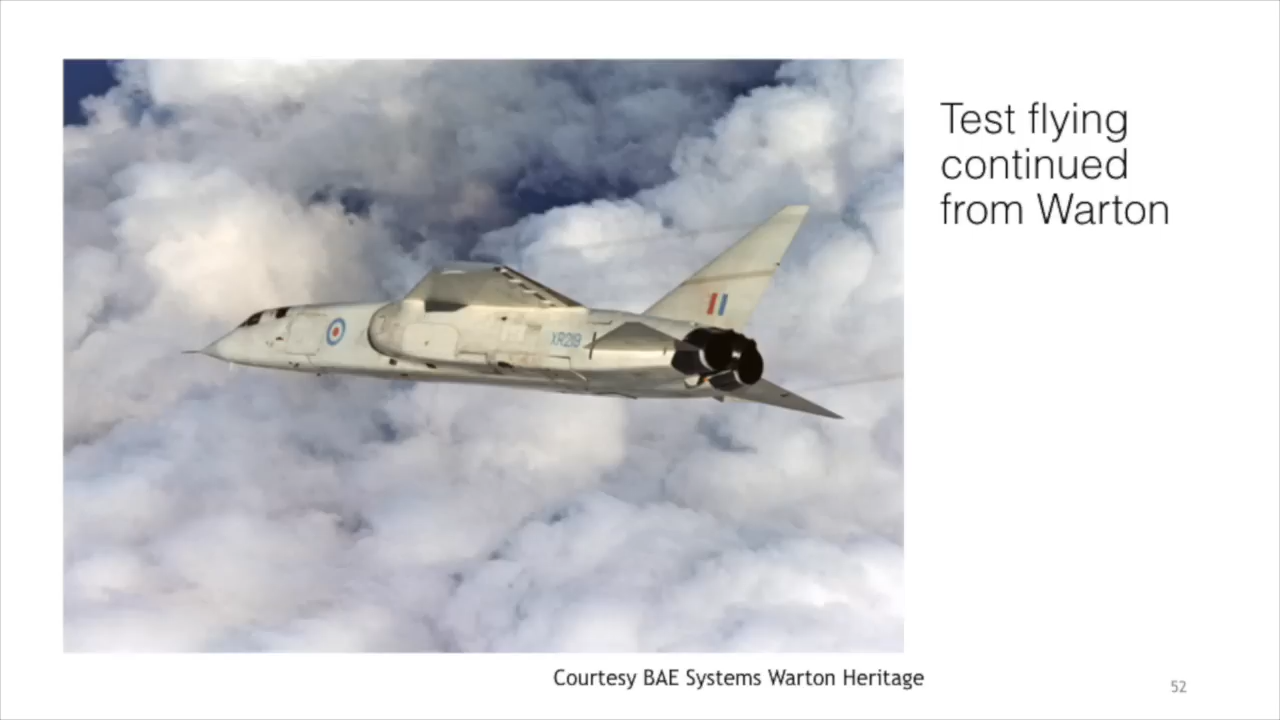 Test flying
continued
from Warton
XR219
Courtesy BAE Systems Warton Heritage
52